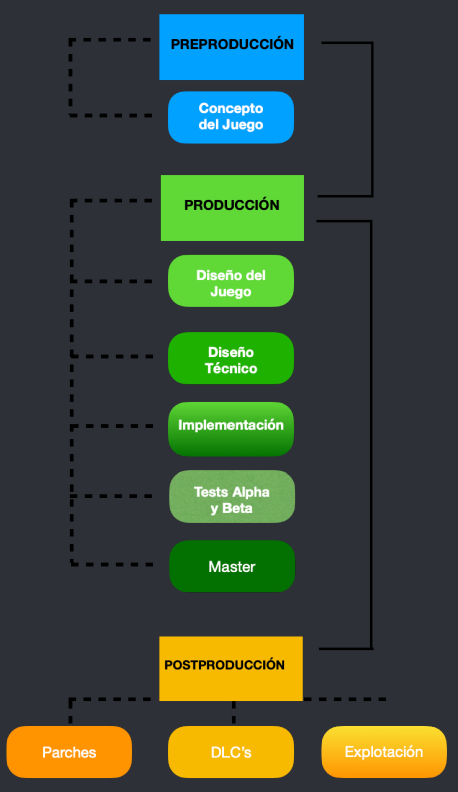 PREPRODUCCIÓN
Concepto
del Juego
PRODUCCIÓN
Diseño del
Juego
Diseño
Técnico
Implementación
Tests Alpha
y Beta
Master
POSTPRODUCCIÓN
Parches
DLC's
Explotación